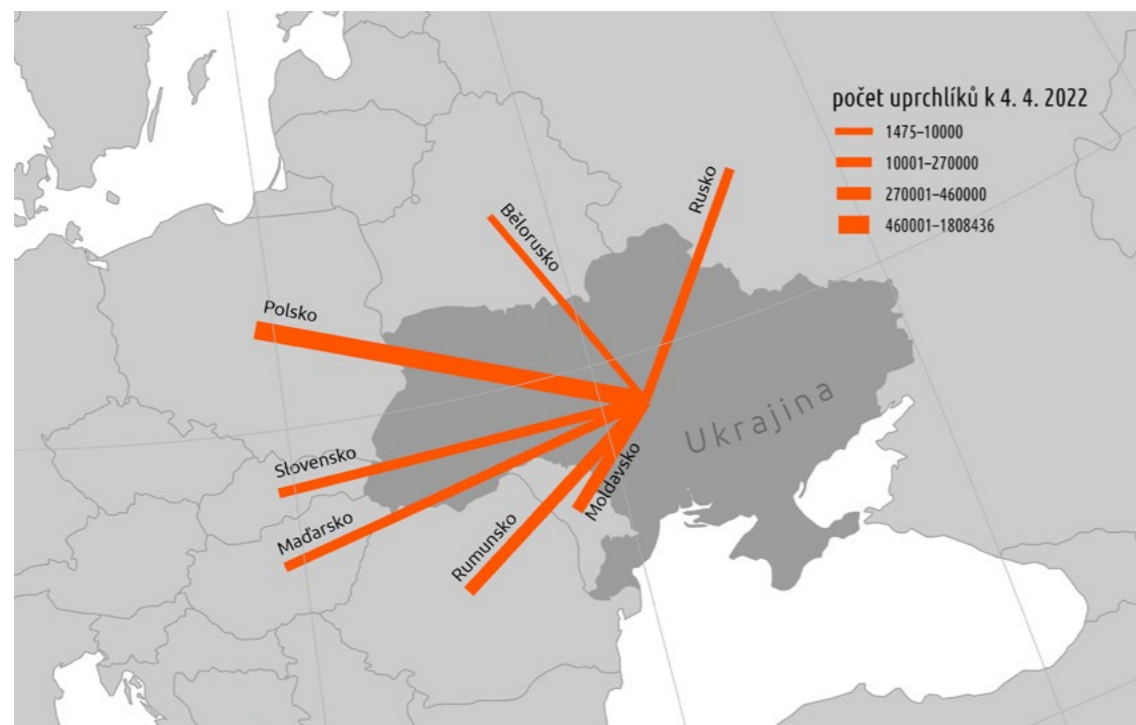 počet uprchlíků k 4. 4. 2022
1475–10000
10001–270000
270001–460000
460001–1808436
Rusko
Bělorusko
Polsko
Ukrajina
Slovensko
Moldavsko
Maďarsko
Rumunsko